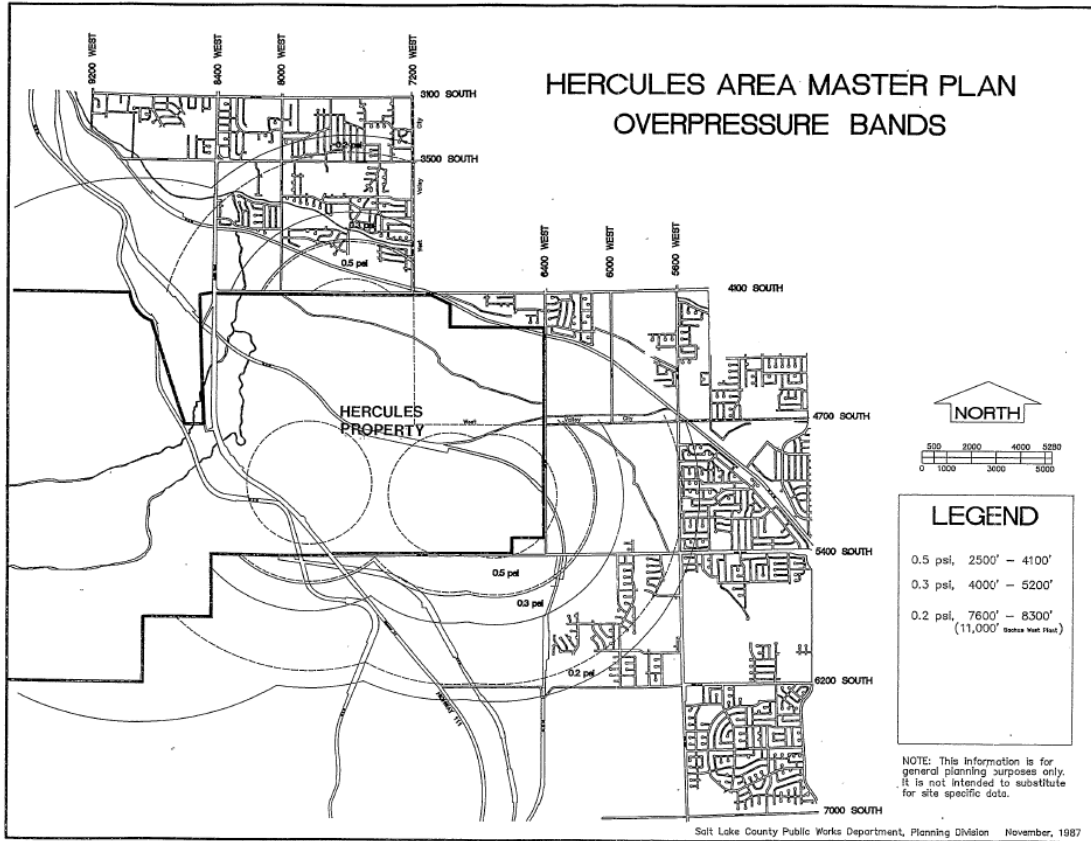 HERCULES AREA MASTER PLAN
OVERPRESSURE BANDS
9200 WEST
8400 WEST
8000 WEST
7200 WEST
3100 SOUTH
0.2 psi
3500 SOUTH
City
Valley
West
0.3 psi
0.5 psi
6400 WEST
6000 WEST
5600 WEST
4100 SOUTH
HERCULES
PROPERTY
West
Valley
City
4700 SOUTH
NORTH
500 2000 4000 5280
0 1000 3000 5000
LEGEND
0.5 psi, 2500' – 4100'
0.3 psi, 4000' – 5200'
0.2 psi, 7600' – 8300'
(11,000' Bachus West Plant)
5400 SOUTH
0.5 psi
0.3 psi
0.2 psi
6200 SOUTH
HIGHWAY 111
NOTE: This information is for
general planning purposes only.
It is not intended to substitute
for site specific data.
7000 SOUTH
Salt Lake County Public Works Department, Planning Division November, 1987